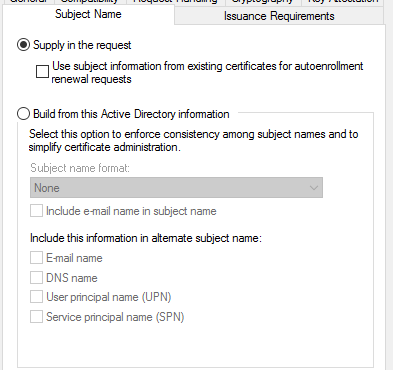 General Compatibility Request Handling Cryptography Key Attestation
Subject Name Issuance Requirements
Supply in the request
Use subject information from existing certificates for autoenrollment
renewal requests
Build from this Active Directory information
Select this option to enforce consistency among subject names and to
simplify certificate administration.
Subject name format:
None
Include e-mail name in subject name
Include this information in alternate subject name:
E-mail name
DNS name
User principal name (UPN)
Service principal name (SPN)